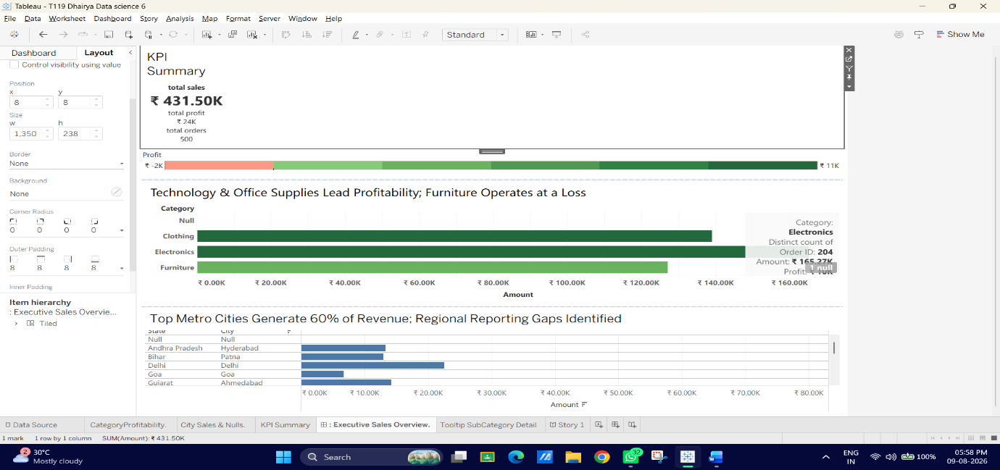 Tableau - T119 Dhairya Data science 6
File Data Worksheet Dashboard Story Analysis Map Format Server Window Help
Standard
Show Me
Dashboard Layout
Control visibility using value
Position
x y
8 8
Size
w h
1,350 238
Border
None
Background
None
Corner Radius
0 0 0 0
Outer Padding
8 8 8 8
Inner Padding
Item hierarchy
: Executive Sales Overvie...
Tiled
KPI
Summary
total sales
₹ 431.50K
total profit
₹ 24K
total orders
500
Profit
₹ -2K ₹ 11K
Technology & Office Supplies Lead Profitability; Furniture Operates at a Loss
Category
Null
Clothing
Electronics
Furniture
₹ 0.00K ₹ 20.00K ₹ 40.00K ₹ 60.00K ₹ 80.00K ₹ 100.00K ₹ 120.00K ₹ 140.00K ₹ 160.00K
Amount
Category:
Electronics
Distinct count of
Order ID: 204
Amount: ₹ 165.27K
Profit:
1 null
Top Metro Cities Generate 60% of Revenue; Regional Reporting Gaps Identified
State City
Null Null
Andhra Pradesh Hyderabad
Bihar Patna
Delhi Delhi
Goa Goa
Gujarat Ahmedabad
₹ 0.00K ₹ 10.00K ₹ 20.00K ₹ 30.00K ₹ 40.00K ₹ 50.00K ₹ 60.00K ₹ 70.00K ₹ 80.00K
Amount
Data Source CategoryProfitability. City Sales & Nulls. KPI Summary : Executive Sales Overview. Tooltip SubCategory Detail Story 1
1 mark 1 row by 1 column SUM(Amount): ₹ 431.50K
2
30°C
Mostly cloudy
Search
32
ENG
IN
100%
05:58 PM
09-08-2026